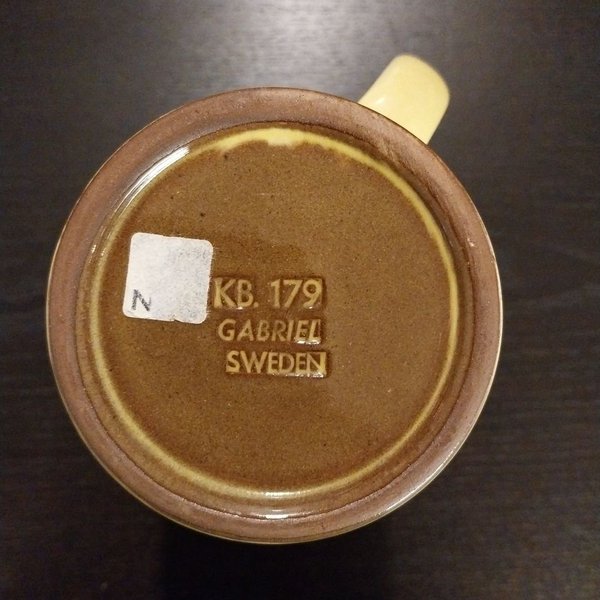 N
KB. 179
GABRIEL
SWEDEN